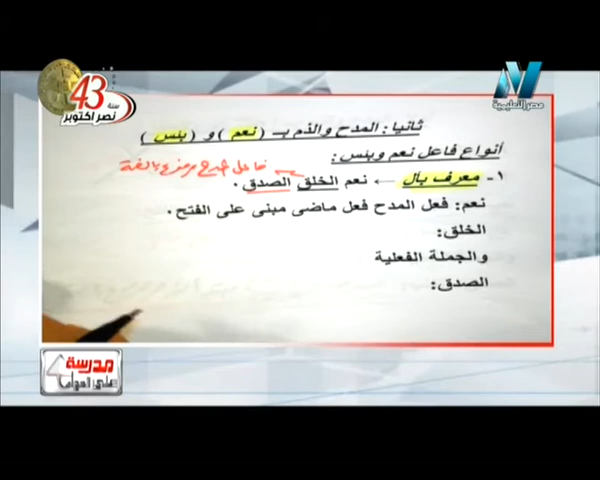 43 سنة
نصر اكتوبر
مصر التعليمية
ثانيا: المدح والذم بـ (نعم) و (بئس)
أنواع فاعل نعم وبئس:
فاعل مرفوع بالضمة
١- معرف بأل ← نعم الخلق الصدق.
نعم: فعل المدح فعل ماضى مبنى على الفتح.
الخلق:
والجملة الفعلية
الصدق:
مدرسة
على الهواء